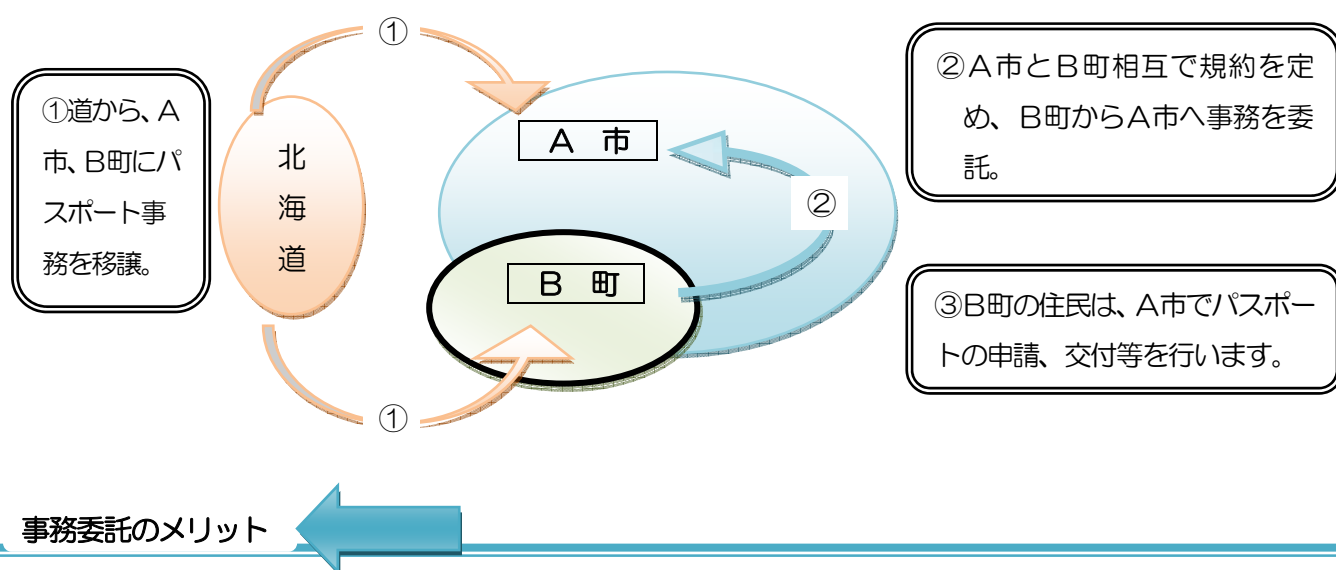 ①
①道から、A
市、B町にパ
スポート事
務を移譲。
北
海
道
A 市
②
B 町
①
②A市とB町相互で規約を定
め、B町からA市へ事務を委
託。
③B町の住民は、A市でパスポー
トの申請、交付等を行います。
事務委託のメリット